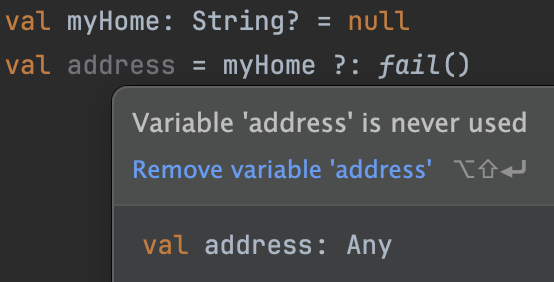 val myHome: String? = null
val address = myHome ?: fail()
Variable 'address' is never used
Remove variable 'address' ⌥⇧↩
val address: Any